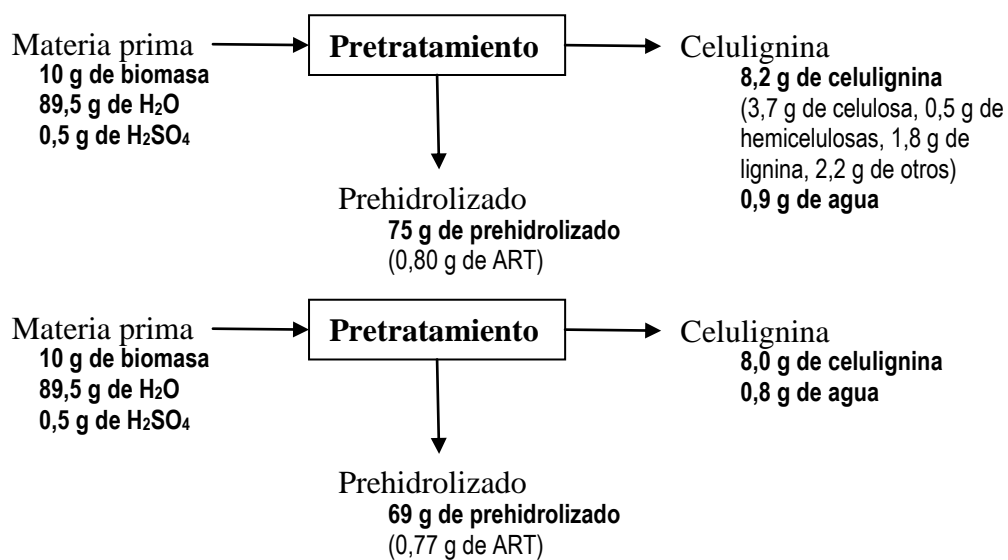 Materia prima
10 g de biomasa
89,5 g de H2O
0,5 g de H2SO4
Pretratamiento
Celulignina
8,2 g de celulignina
(3,7 g de celulosa, 0,5 g de
hemicelulosas, 1,8 g de
lignina, 2,2 g de otros)
0,9 g de agua
Prehidrolizado
75 g de prehidrolizado
(0,80 g de ART)
Materia prima
10 g de biomasa
89,5 g de H2O
0,5 g de H2SO4
Pretratamiento
Celulignina
8,0 g de celulignina
0,8 g de agua
Prehidrolizado
69 g de prehidrolizado
(0,77 g de ART)